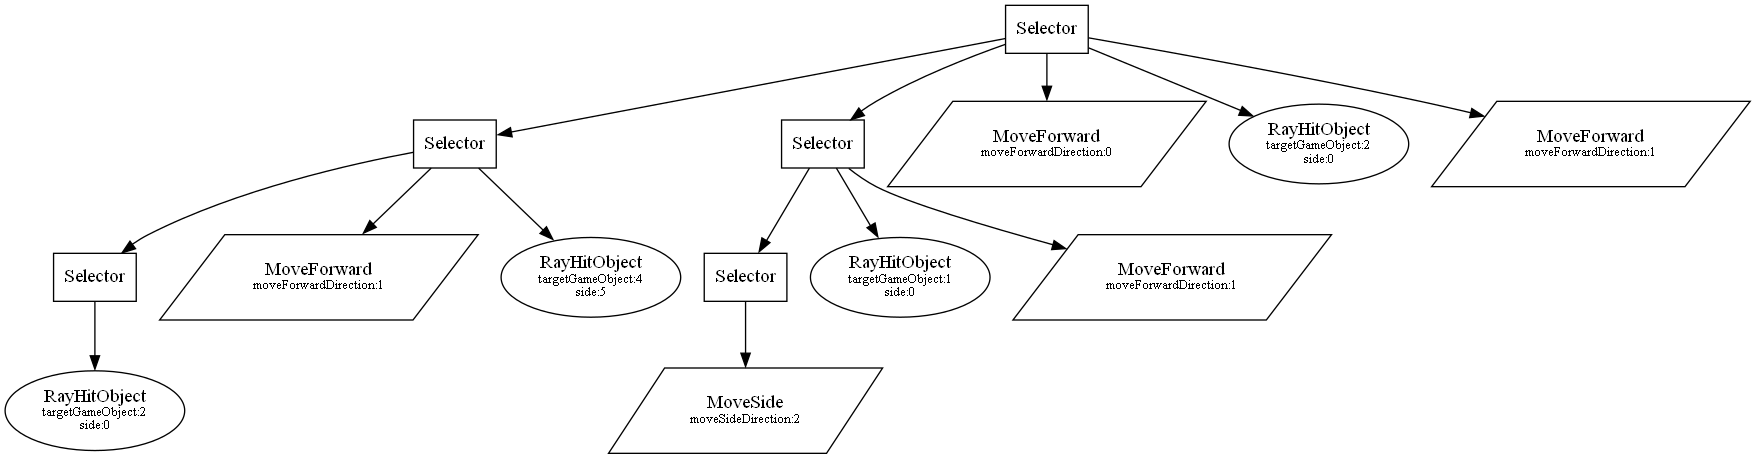 Selector
Selector
Selector
MoveForward
moveForwardDirection:0
RayHitObject
targetGameObject:2
side:0
MoveForward
moveForwardDirection:1
Selector
MoveForward
moveForwardDirection:1
RayHitObject
targetGameObject:4
side:5
Selector
RayHitObject
targetGameObject:1
side:0
MoveForward
moveForwardDirection:1
RayHitObject
targetGameObject:2
side:0
MoveSide
moveSideDirection:2